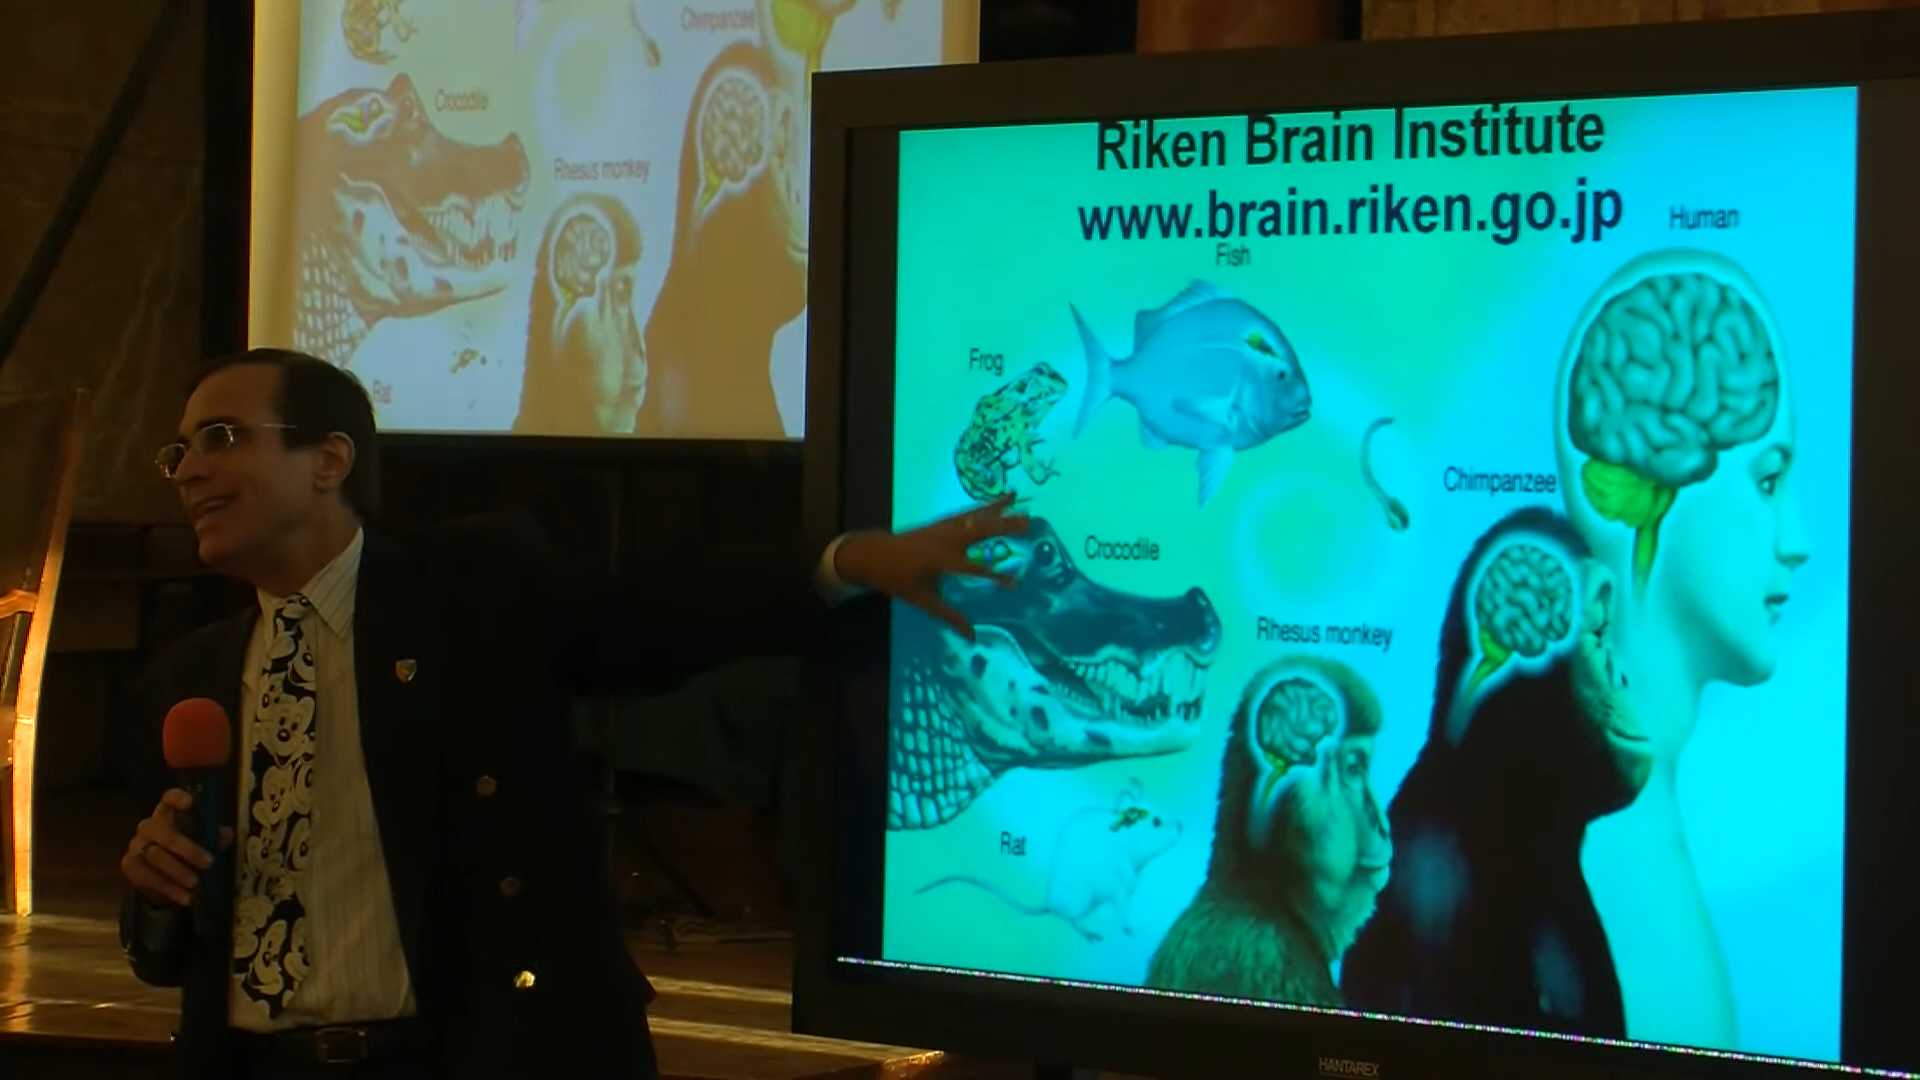 Chimpanzee
Crocodile
Rhesus monkey
Rat
Riken Brain Institute
www.brain.riken.go.jp
Human
Fish
Frog
Chimpanzee
Crocodile
Rhesus monkey
Rat
HANTAREX